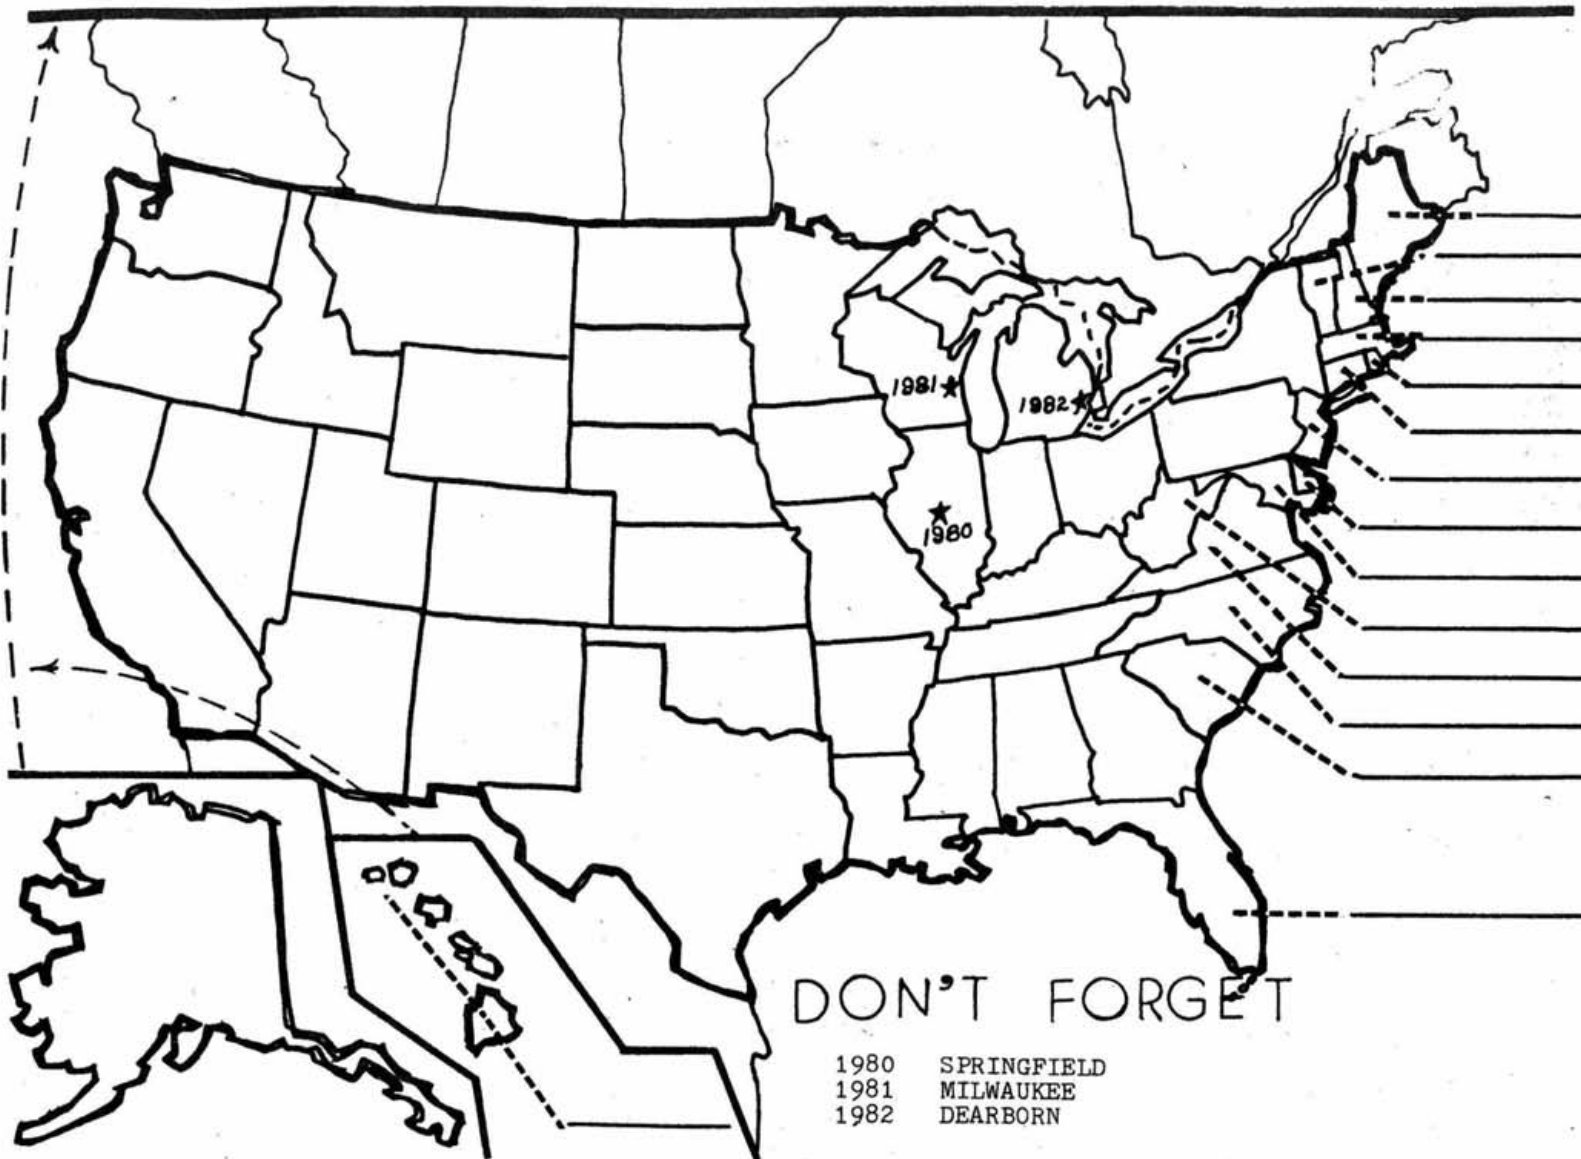 1981
1982
1980
DON'T FORGET
1980 SPRINGFIELD
1981 MILWAUKEE
1982 DEARBORN